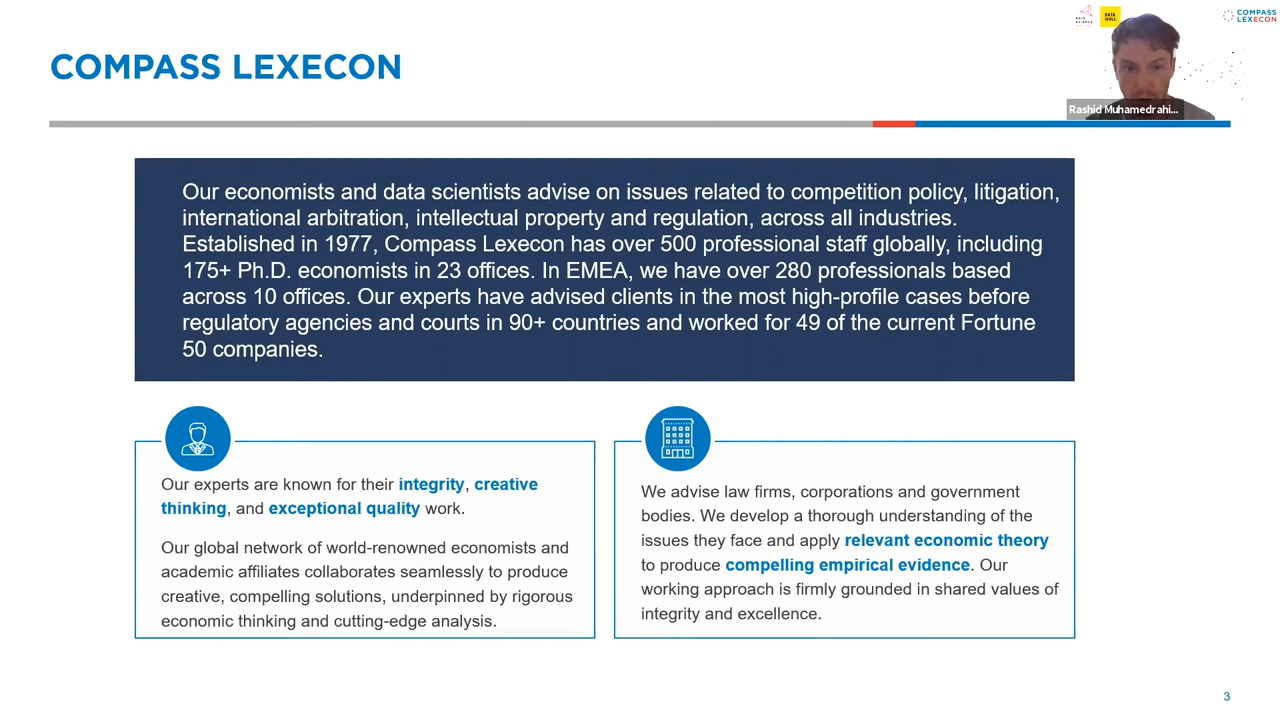 COMPASS LEXECON
DATA
SCIENCE
COMPASS
LEXECON
Rashid Muhamedrahi...
Our economists and data scientists advise on issues related to competition policy, litigation,
international arbitration, intellectual property and regulation, across all industries.
Established in 1977, Compass Lexecon has over 500 professional staff globally, including
175+ Ph.D. economists in 23 offices. In EMEA, we have over 280 professionals based
across 10 offices. Our experts have advised clients in the most high-profile cases before
regulatory agencies and courts in 90+ countries and worked for 49 of the current Fortune
50 companies.
Our experts are known for their integrity, creative
thinking, and exceptional quality work.
Our global network of world-renowned economists and
academic affiliates collaborates seamlessly to produce
creative, compelling solutions, underpinned by rigorous
economic thinking and cutting-edge analysis.
We advise law firms, corporations and government
bodies. We develop a thorough understanding of the
issues they face and apply relevant economic theory
to produce compelling empirical evidence. Our
working approach is firmly grounded in shared values of
integrity and excellence.
3